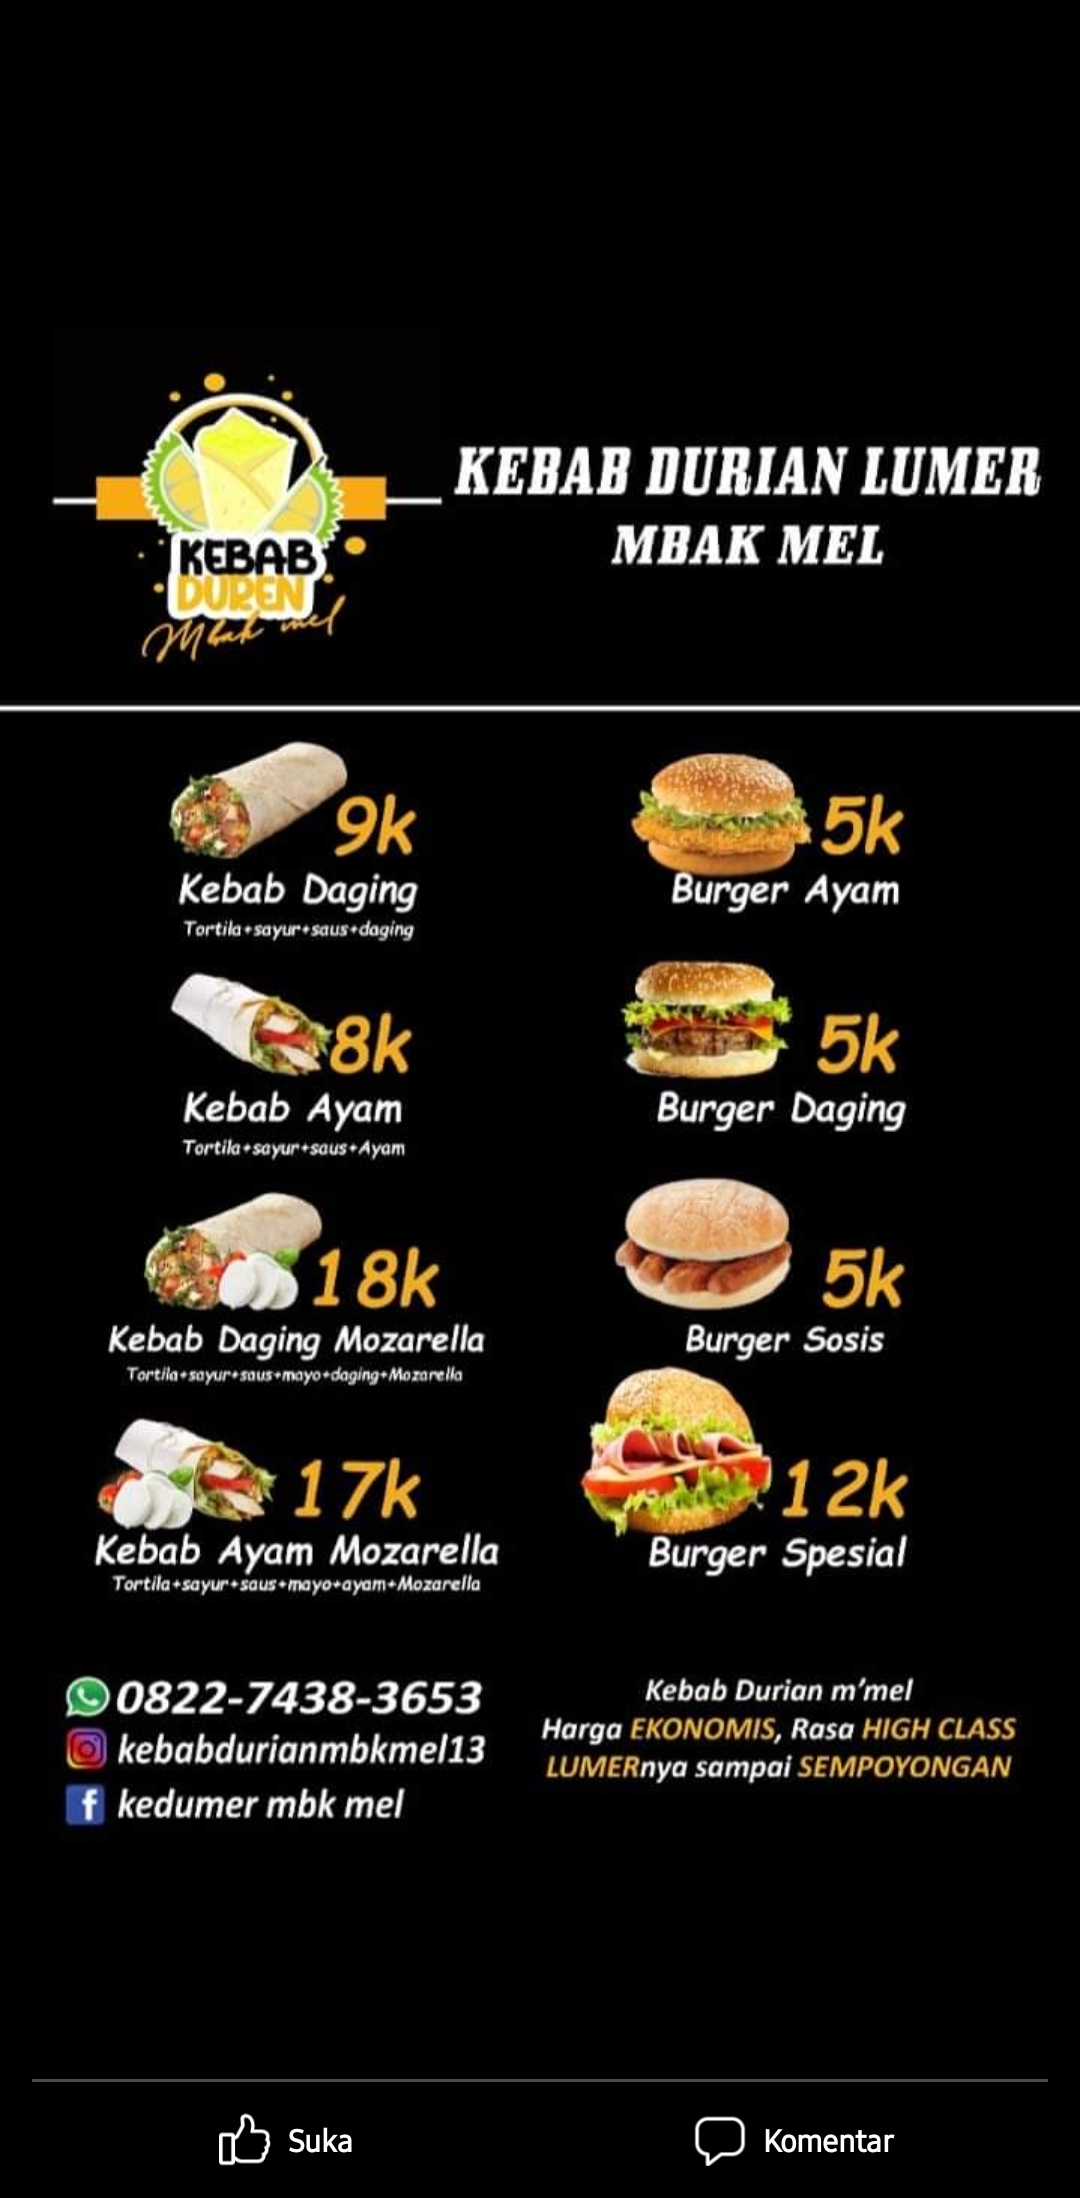 KEBAB DURIAN LUMER
MBAK MEL
KEBAB
DUREN
Mbak mel
9k
Kebab Daging
Tortila+sayur+saus+daging
8k
Kebab Ayam
Tortila+sayur+saus+Ayam
18k
Kebab Daging Mozarella
Tortila+sayur+saus+mayo+daging+Mozarella
17k
Kebab Ayam Mozarella
Tortila+sayur+saus+mayo+ayam+Mozarella
5k
Burger Ayam
5k
Burger Daging
5k
Burger Sosis
12k
Burger Spesial
0822-7438-3653
kebabdurianmbkmel13
kedumer mbk mel
Kebab Durian m'mel
Harga EKONOMIS, Rasa HIGH CLASS
LUMERnya sampai SEMPOYONGAN
Suka
Komentar